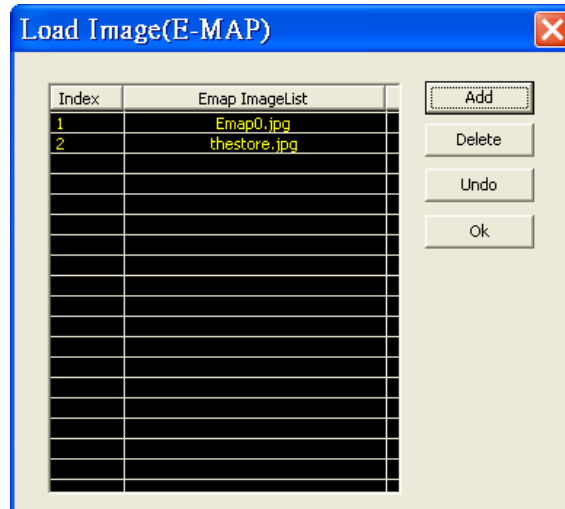 Load Image(E-MAP)
Index Emap ImageList
1 Emap0.jpg
2 thestore.jpg
Add
Delete
Undo
Ok